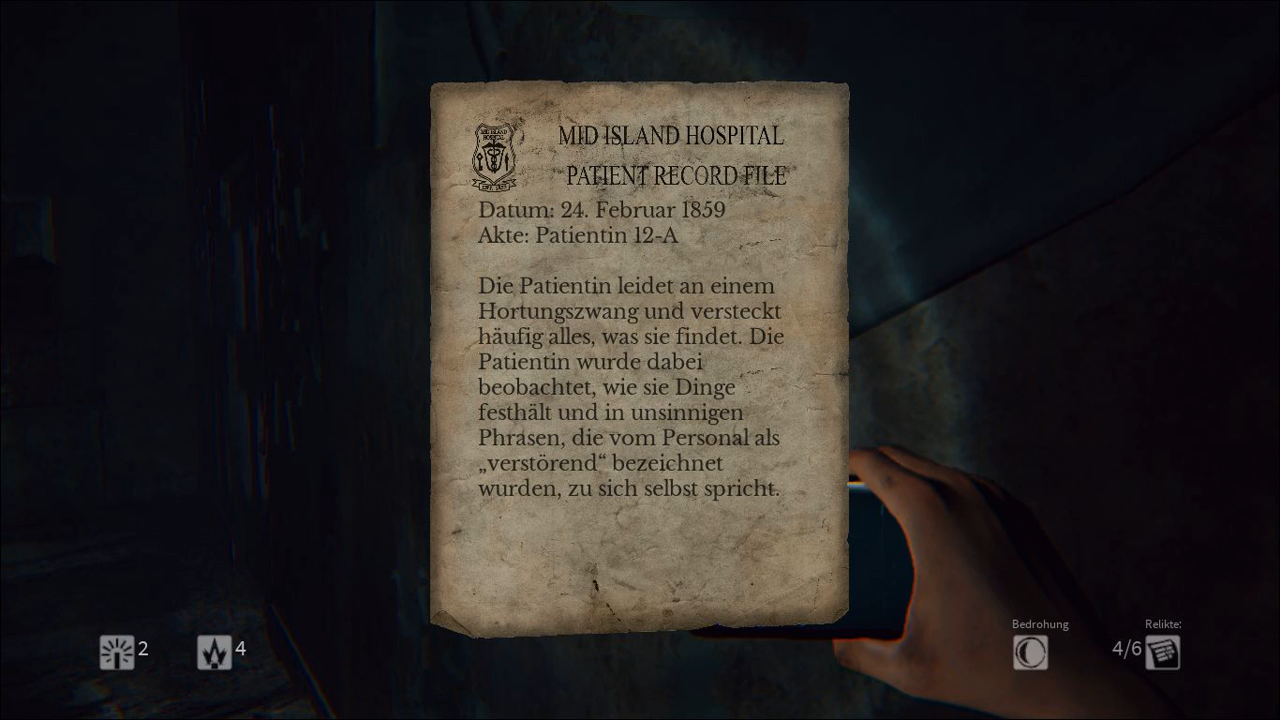 MID ISLAND HOSPITAL
PATIENT RECORD FILE
Datum: 24. Februar 1859
Akte: Patientin 12-A
Die Patientin leidet an einem
Hortungszwang und versteckt
häufig alles, was sie findet. Die
Patientin wurde dabei
beobachtet, wie sie Dinge
festhält und in unsinnigen
Phrasen, die vom Personal als
„verstörend“ bezeichnet
wurden, zu sich selbst spricht.
Bedrohung
Relikte:
2
4
4/6